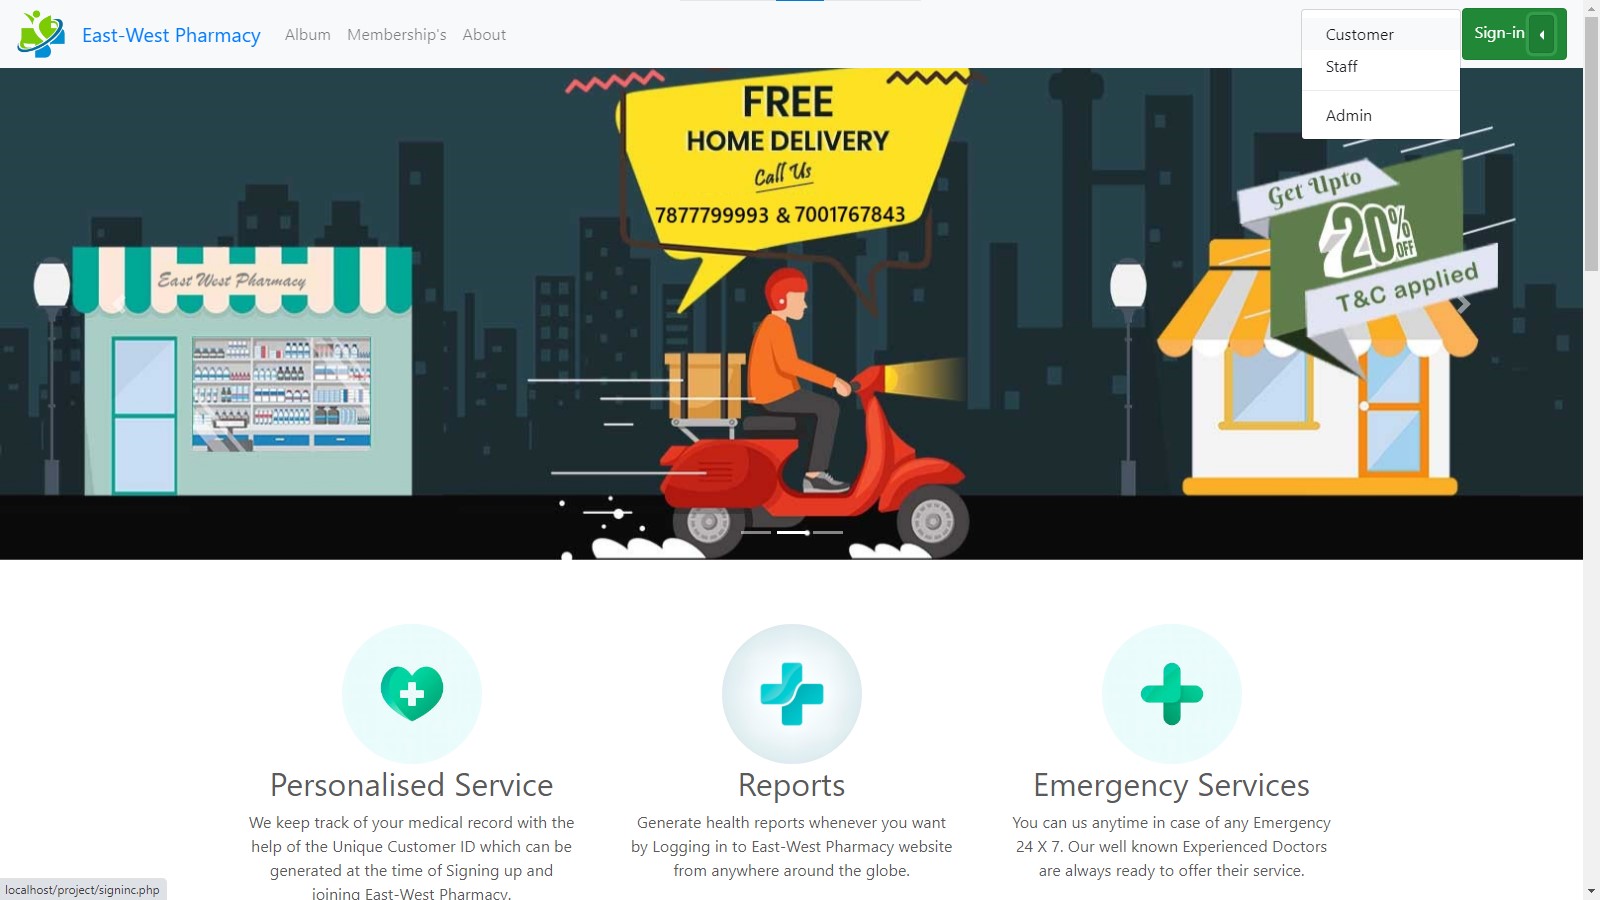 East-West Pharmacy
Album
Membership's
About
Customer
Staff
Admin
Sign-in
FREE
HOME DELIVERY
Call Us
7877799993 & 7001767843
Get Upto
20% OFF
T&C applied
East West Pharmacy
Personalised Service
We keep track of your medical record with the
help of the Unique Customer ID which can be
generated at the time of Signing up and
joining East-West Pharmacy.
Reports
Generate health reports whenever you want
by Logging in to East-West Pharmacy website
from anywhere around the globe.
Emergency Services
You can us anytime in case of any Emergency
24 X 7. Our well known Experienced Doctors
are always ready to offer their service.
localhost/project/signinc.php